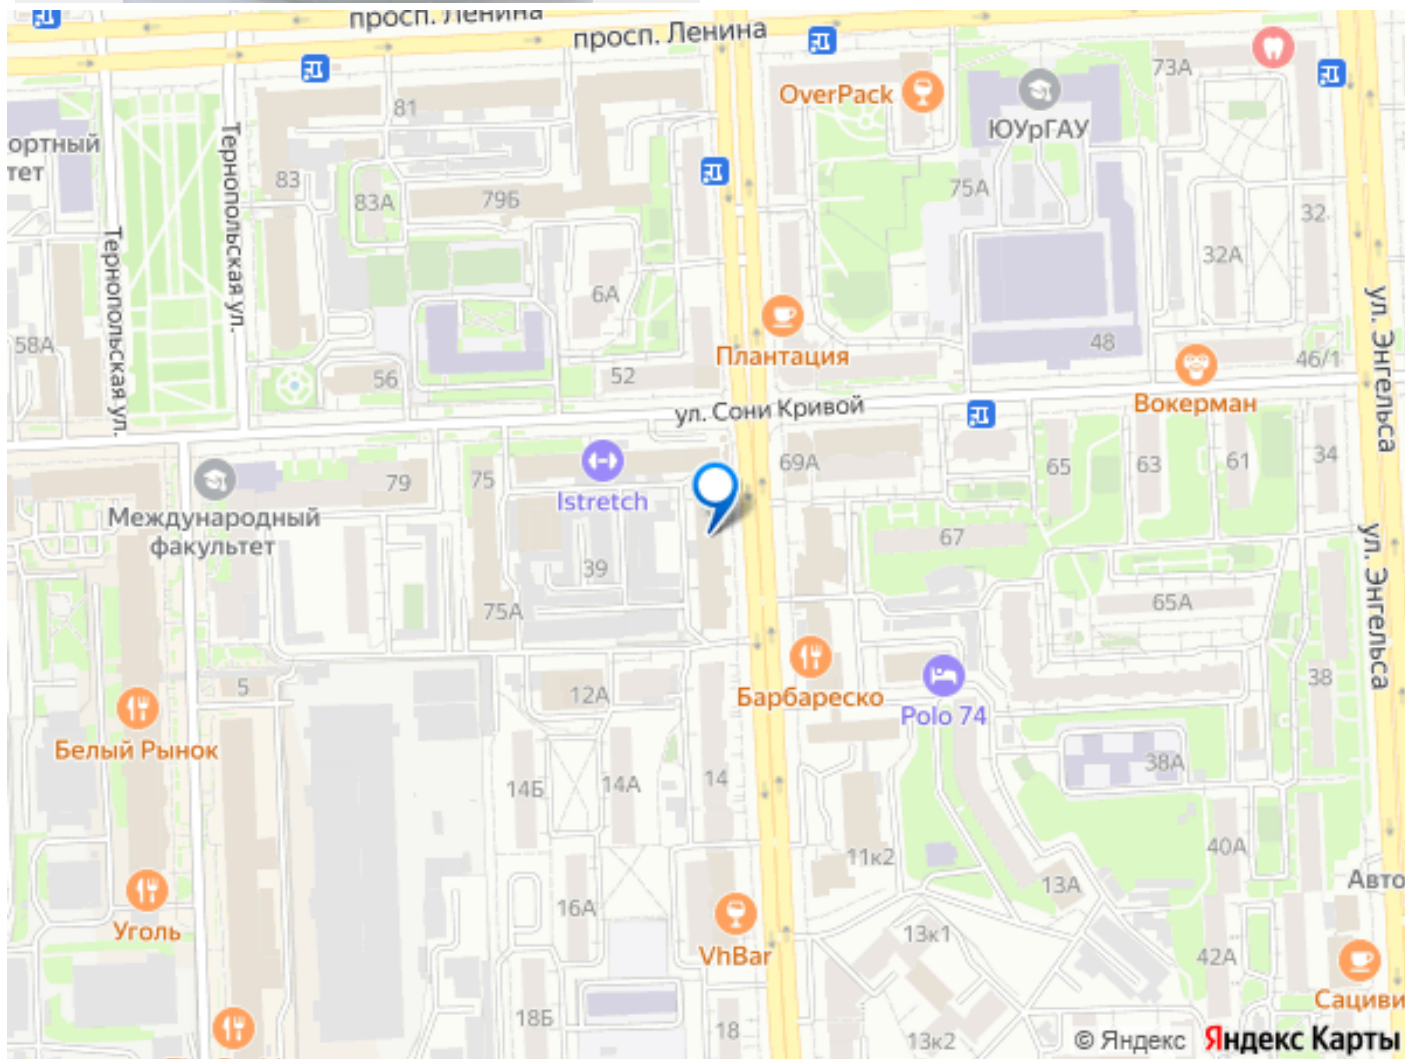 просп. Ленина
просп. Ленина
OverPack
73А
ЮУрГАУ
81
ортный
тет
Тернопольская ул.
83
83А
79Б
75А
32
32А
Тернопольская ул.
6А
ул. Энгельса
58А
Плантация
48
46/1
56
52
Вокерман
ул. Сони Кривой
69А
65
63
61
34
79
75
Istretch
Международный
факультет
67
ул. Энгельса
39
75А
65А
5
12А
Барбареско
Polo 74
38
Белый Рынок
14Б
14А
14
38А
11к2
40А
13А
Авто
Уголь
16А
VhBar
13к1
42А
Сациви
18Б
18
13к2
© Яндекс Яндекс Карты